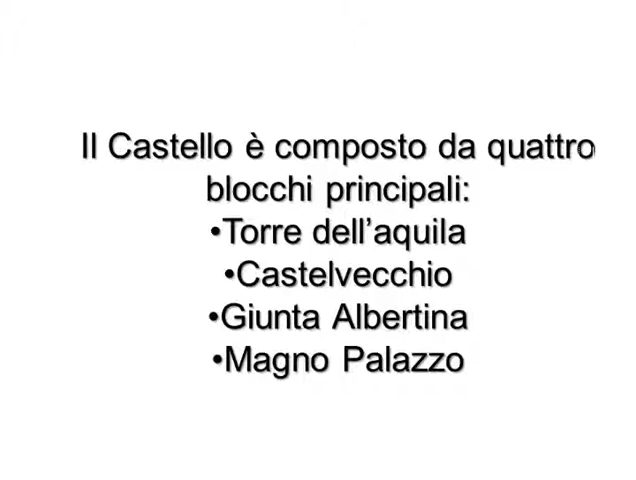 Il Castello è composto da quattro
blocchi principali:
•Torre dell’aquila
•Castelvecchio
•Giunta Albertina
•Magno Palazzo